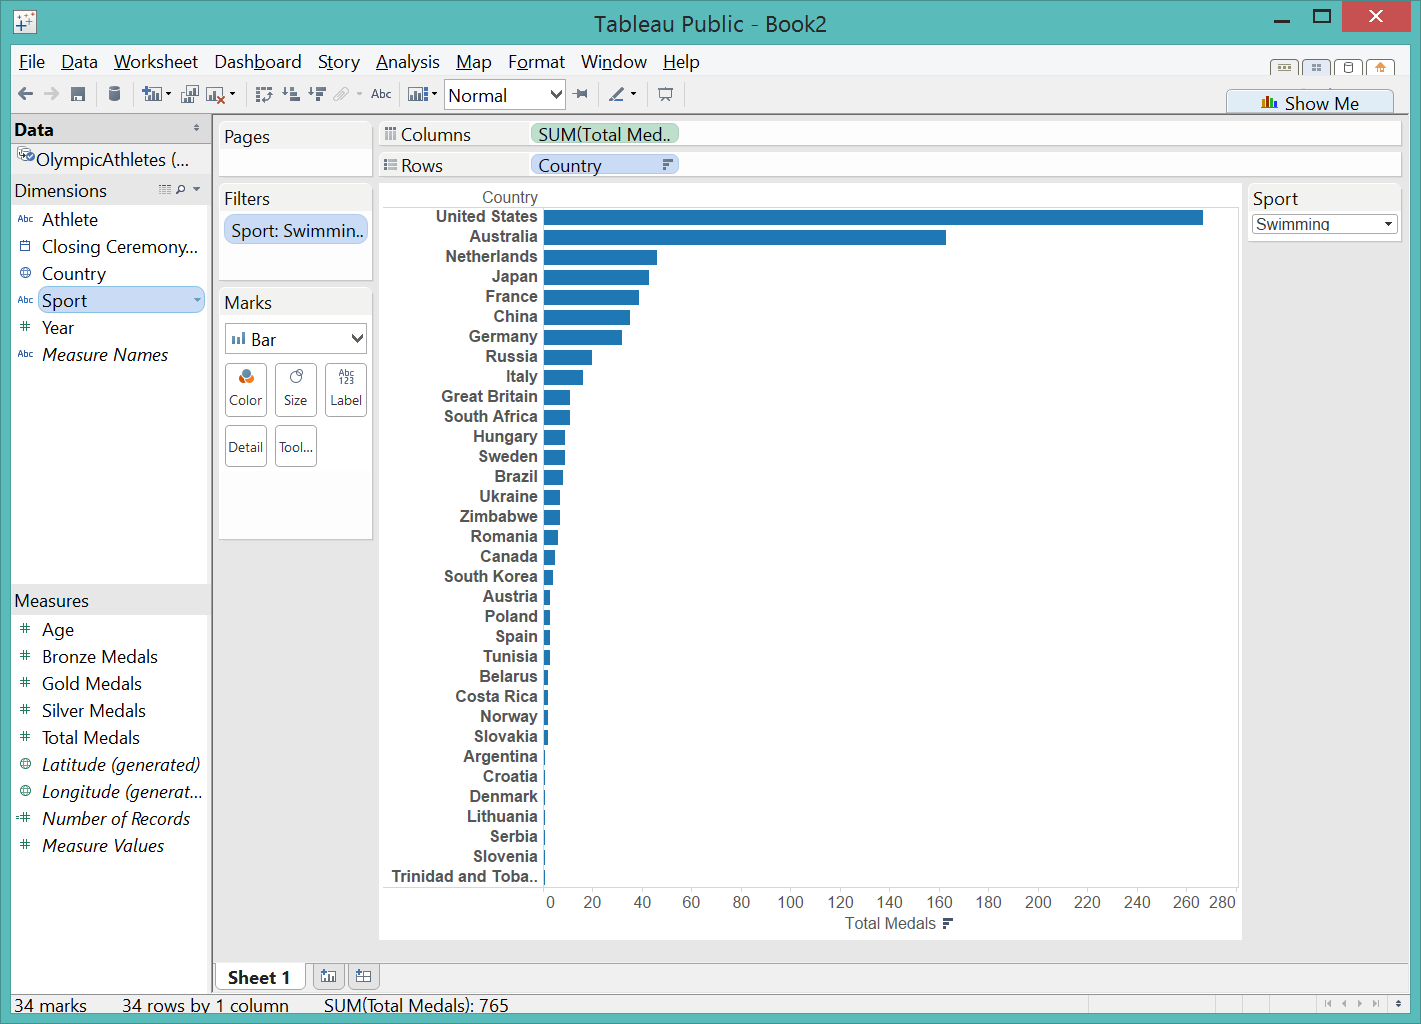 Tableau Public - Book2
File Data Worksheet Dashboard Story Analysis Map Format Window Help
Abc Normal
Show Me
Data
OlympicAthletes (...
Dimensions
Abc Athlete
Closing Ceremony...
Country
Abc Sport
Year
Abc Measure Names
Measures
Age
Bronze Medals
Gold Medals
Silver Medals
Total Medals
Latitude (generated)
Longitude (generat...
Number of Records
Measure Values
Pages
Filters
Sport: Swimmin..
Marks
Bar
Color
Size
Abc
123
Label
Detail
Tool...
Columns SUM(Total Med..
Rows Country
Country
United States
Australia
Netherlands
Japan
France
China
Germany
Russia
Italy
Great Britain
South Africa
Hungary
Sweden
Brazil
Ukraine
Zimbabwe
Romania
Canada
South Korea
Austria
Poland
Spain
Tunisia
Belarus
Costa Rica
Norway
Slovakia
Argentina
Croatia
Denmark
Lithuania
Serbia
Slovenia
Trinidad and Toba..
0 20 40 60 80 100 120 140 160 180 200 220 240 260 280
Total Medals
Sport
Swimming
Sheet 1
34 marks 34 rows by 1 column SUM(Total Medals): 765